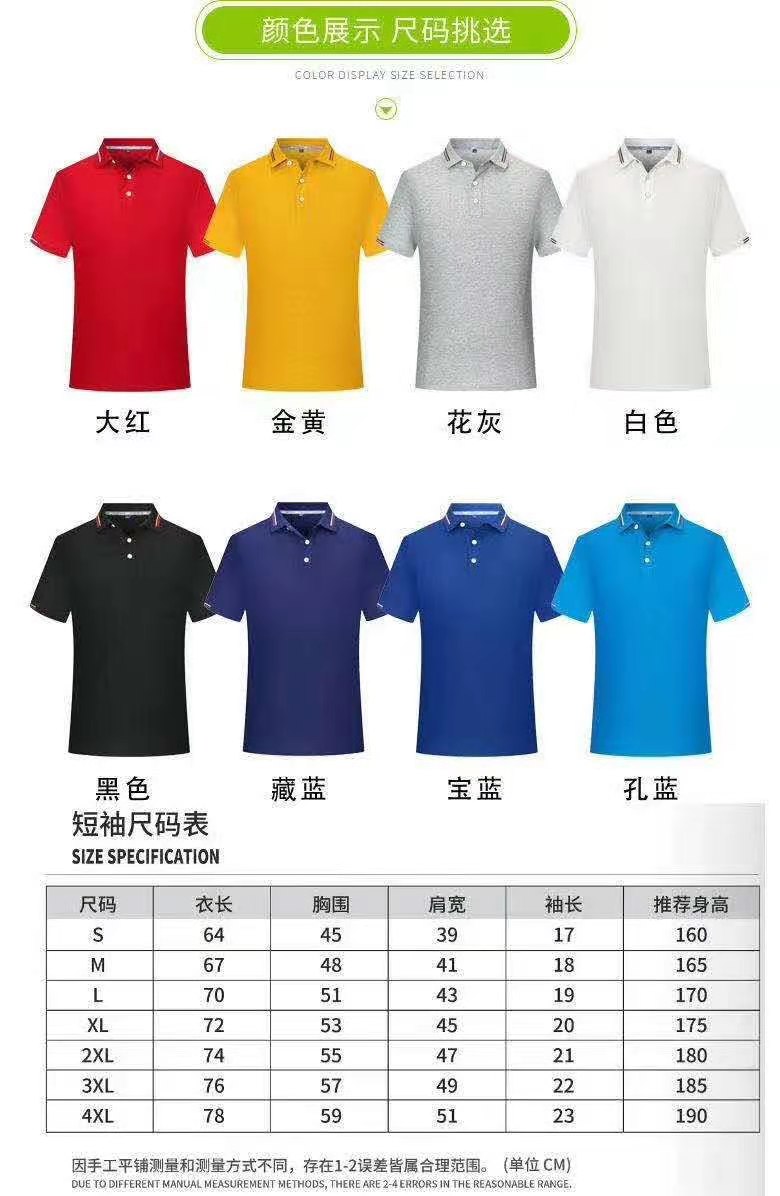 颜色展示 尺码挑选
COLOR DISPLAY SIZE SELECTION
大红 金黄 花灰 白色
黑色 藏蓝 宝蓝 孔蓝
短袖尺码表
SIZE SPECIFICATION
尺码 衣长 胸围 肩宽 袖长 推荐身高
S 64 45 39 17 160
M 67 48 41 18 165
L 70 51 43 19 170
XL 72 53 45 20 175
2XL 74 55 47 21 180
3XL 76 57 49 22 185
4XL 78 59 51 23 190
因手工平铺测量和测量方式不同，存在1-2误差皆属合理范围。 (单位 CM)
DUE TO DIFFERENT MANUAL MEASUREMENT METHODS, THERE ARE 2-4 ERRORS IN THE REASONABLE RANGE.